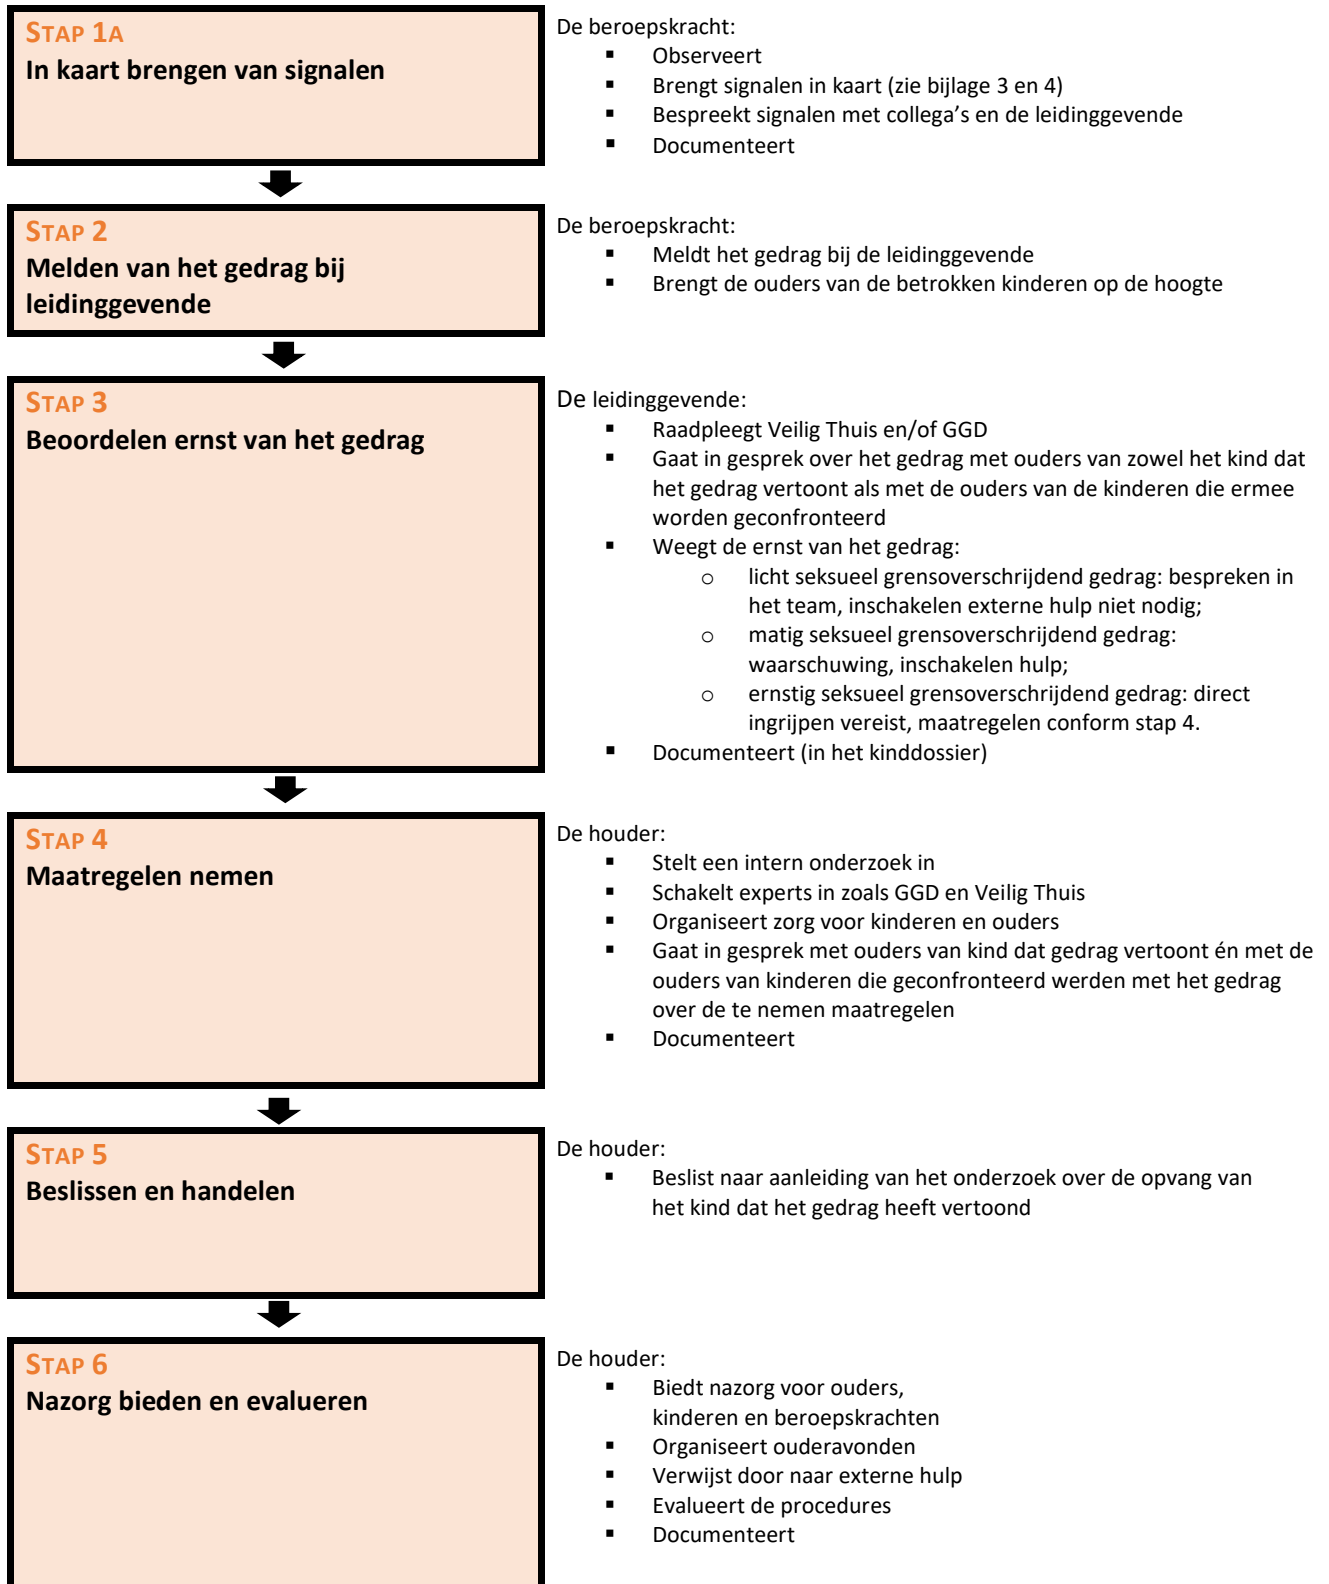 STAP 1A
In kaart brengen van signalen
De beroepskracht:
▪ Observeert
▪ Brengt signalen in kaart (zie bijlage 3 en 4)
▪ Bespreekt signalen met collega’s en de leidinggevende
▪ Documenteert
STAP 2
Melden van het gedrag bij
leidinggevende
De beroepskracht:
▪ Meldt het gedrag bij de leidinggevende
▪ Brengt de ouders van de betrokken kinderen op de hoogte
STAP 3
Beoordelen ernst van het gedrag
De leidinggevende:
▪ Raadpleegt Veilig Thuis en/of GGD
▪ Gaat in gesprek over het gedrag met ouders van zowel het kind dat
het gedrag vertoont als met de ouders van de kinderen die ermee
worden geconfronteerd
▪ Weegt de ernst van het gedrag:
o licht seksueel grensoverschrijdend gedrag: bespreken in
het team, inschakelen externe hulp niet nodig;
o matig seksueel grensoverschrijdend gedrag:
waarschuwing, inschakelen hulp;
o ernstig seksueel grensoverschrijdend gedrag: direct
ingrijpen vereist, maatregelen conform stap 4.
▪ Documenteert (in het kinddossier)
STAP 4
Maatregelen nemen
De houder:
▪ Stelt een intern onderzoek in
▪ Schakelt experts in zoals GGD en Veilig Thuis
▪ Organiseert zorg voor kinderen en ouders
▪ Gaat in gesprek met ouders van kind dat gedrag vertoont én met de
ouders van kinderen die geconfronteerd werden met het gedrag
over de te nemen maatregelen
▪ Documenteert
STAP 5
Beslissen en handelen
De houder:
▪ Beslist naar aanleiding van het onderzoek over de opvang van
het kind dat het gedrag heeft vertoond
STAP 6
Nazorg bieden en evalueren
De houder:
▪ Biedt nazorg voor ouders,
kinderen en beroepskrachten
▪ Organiseert ouderavonden
▪ Verwijst door naar externe hulp
▪ Evalueert de procedures
▪ Documenteert